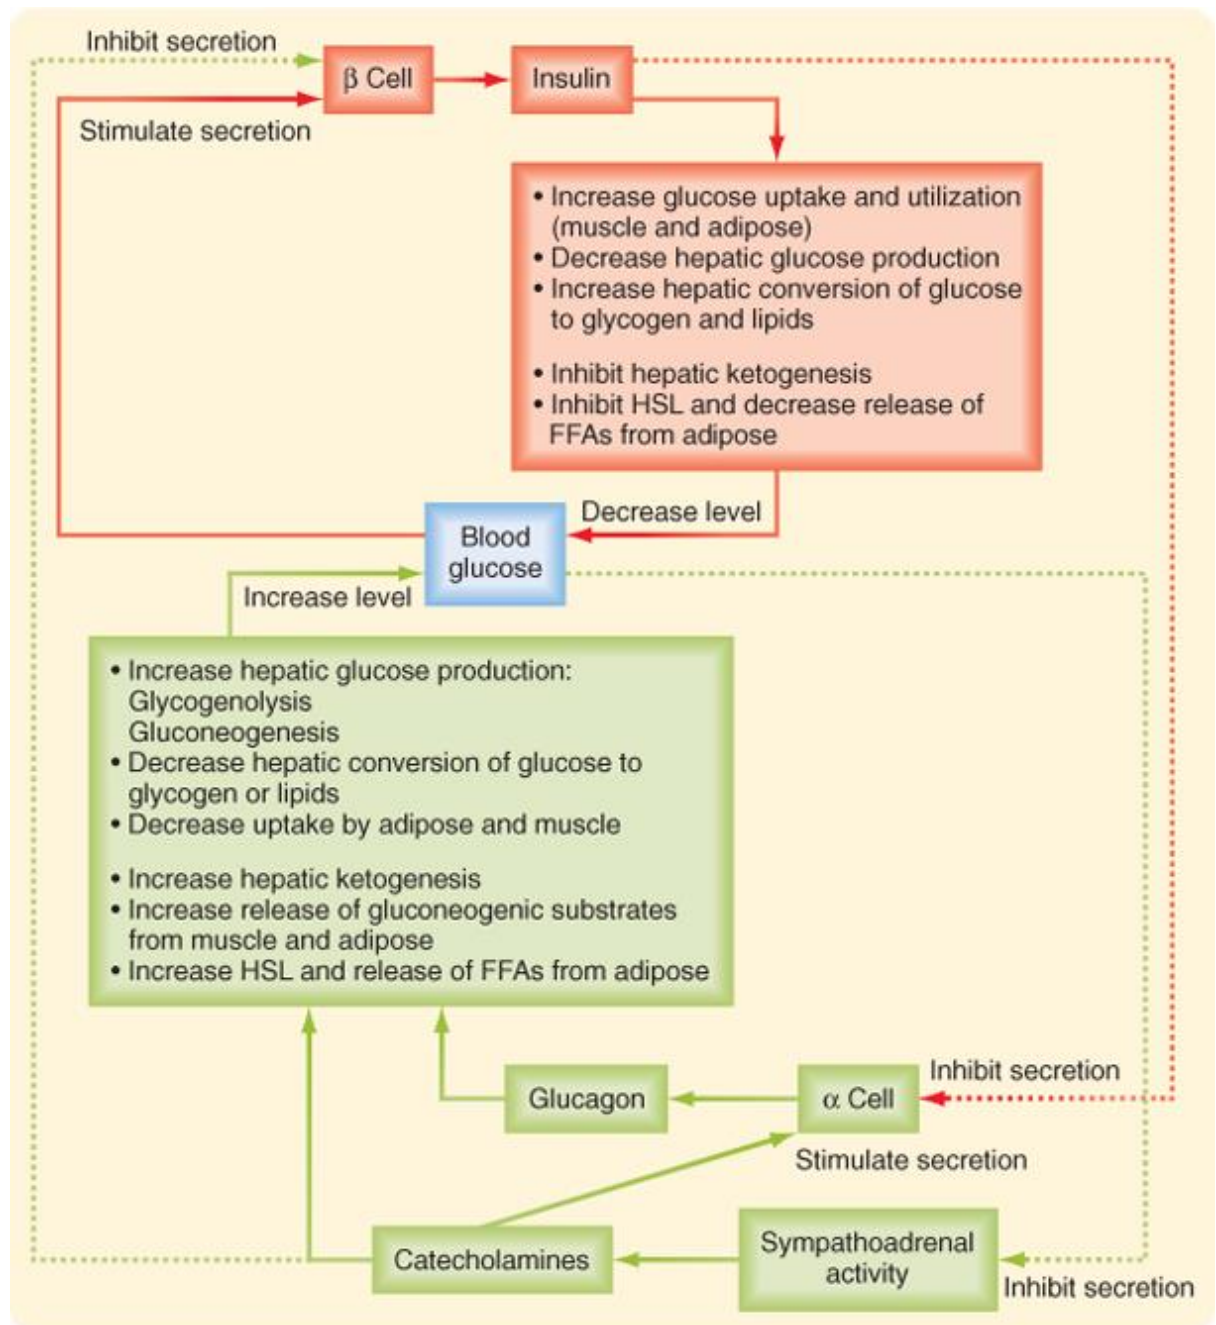 Inhibit secretion
β Cell
Insulin
Stimulate secretion
• Increase glucose uptake and utilization
(muscle and adipose)
• Decrease hepatic glucose production
• Increase hepatic conversion of glucose
to glycogen and lipids
• Inhibit hepatic ketogenesis
• Inhibit HSL and decrease release of
FFAs from adipose
Decrease level
Blood
glucose
Increase level
• Increase hepatic glucose production:
Glycogenolysis
Gluconeogenesis
• Decrease hepatic conversion of glucose to
glycogen or lipids
• Decrease uptake by adipose and muscle
• Increase hepatic ketogenesis
• Increase release of gluconeogenic substrates
from muscle and adipose
• Increase HSL and release of FFAs from adipose
Glucagon
α Cell
Inhibit secretion
Stimulate secretion
Catecholamines
Sympathoadrenal
activity
Inhibit secretion